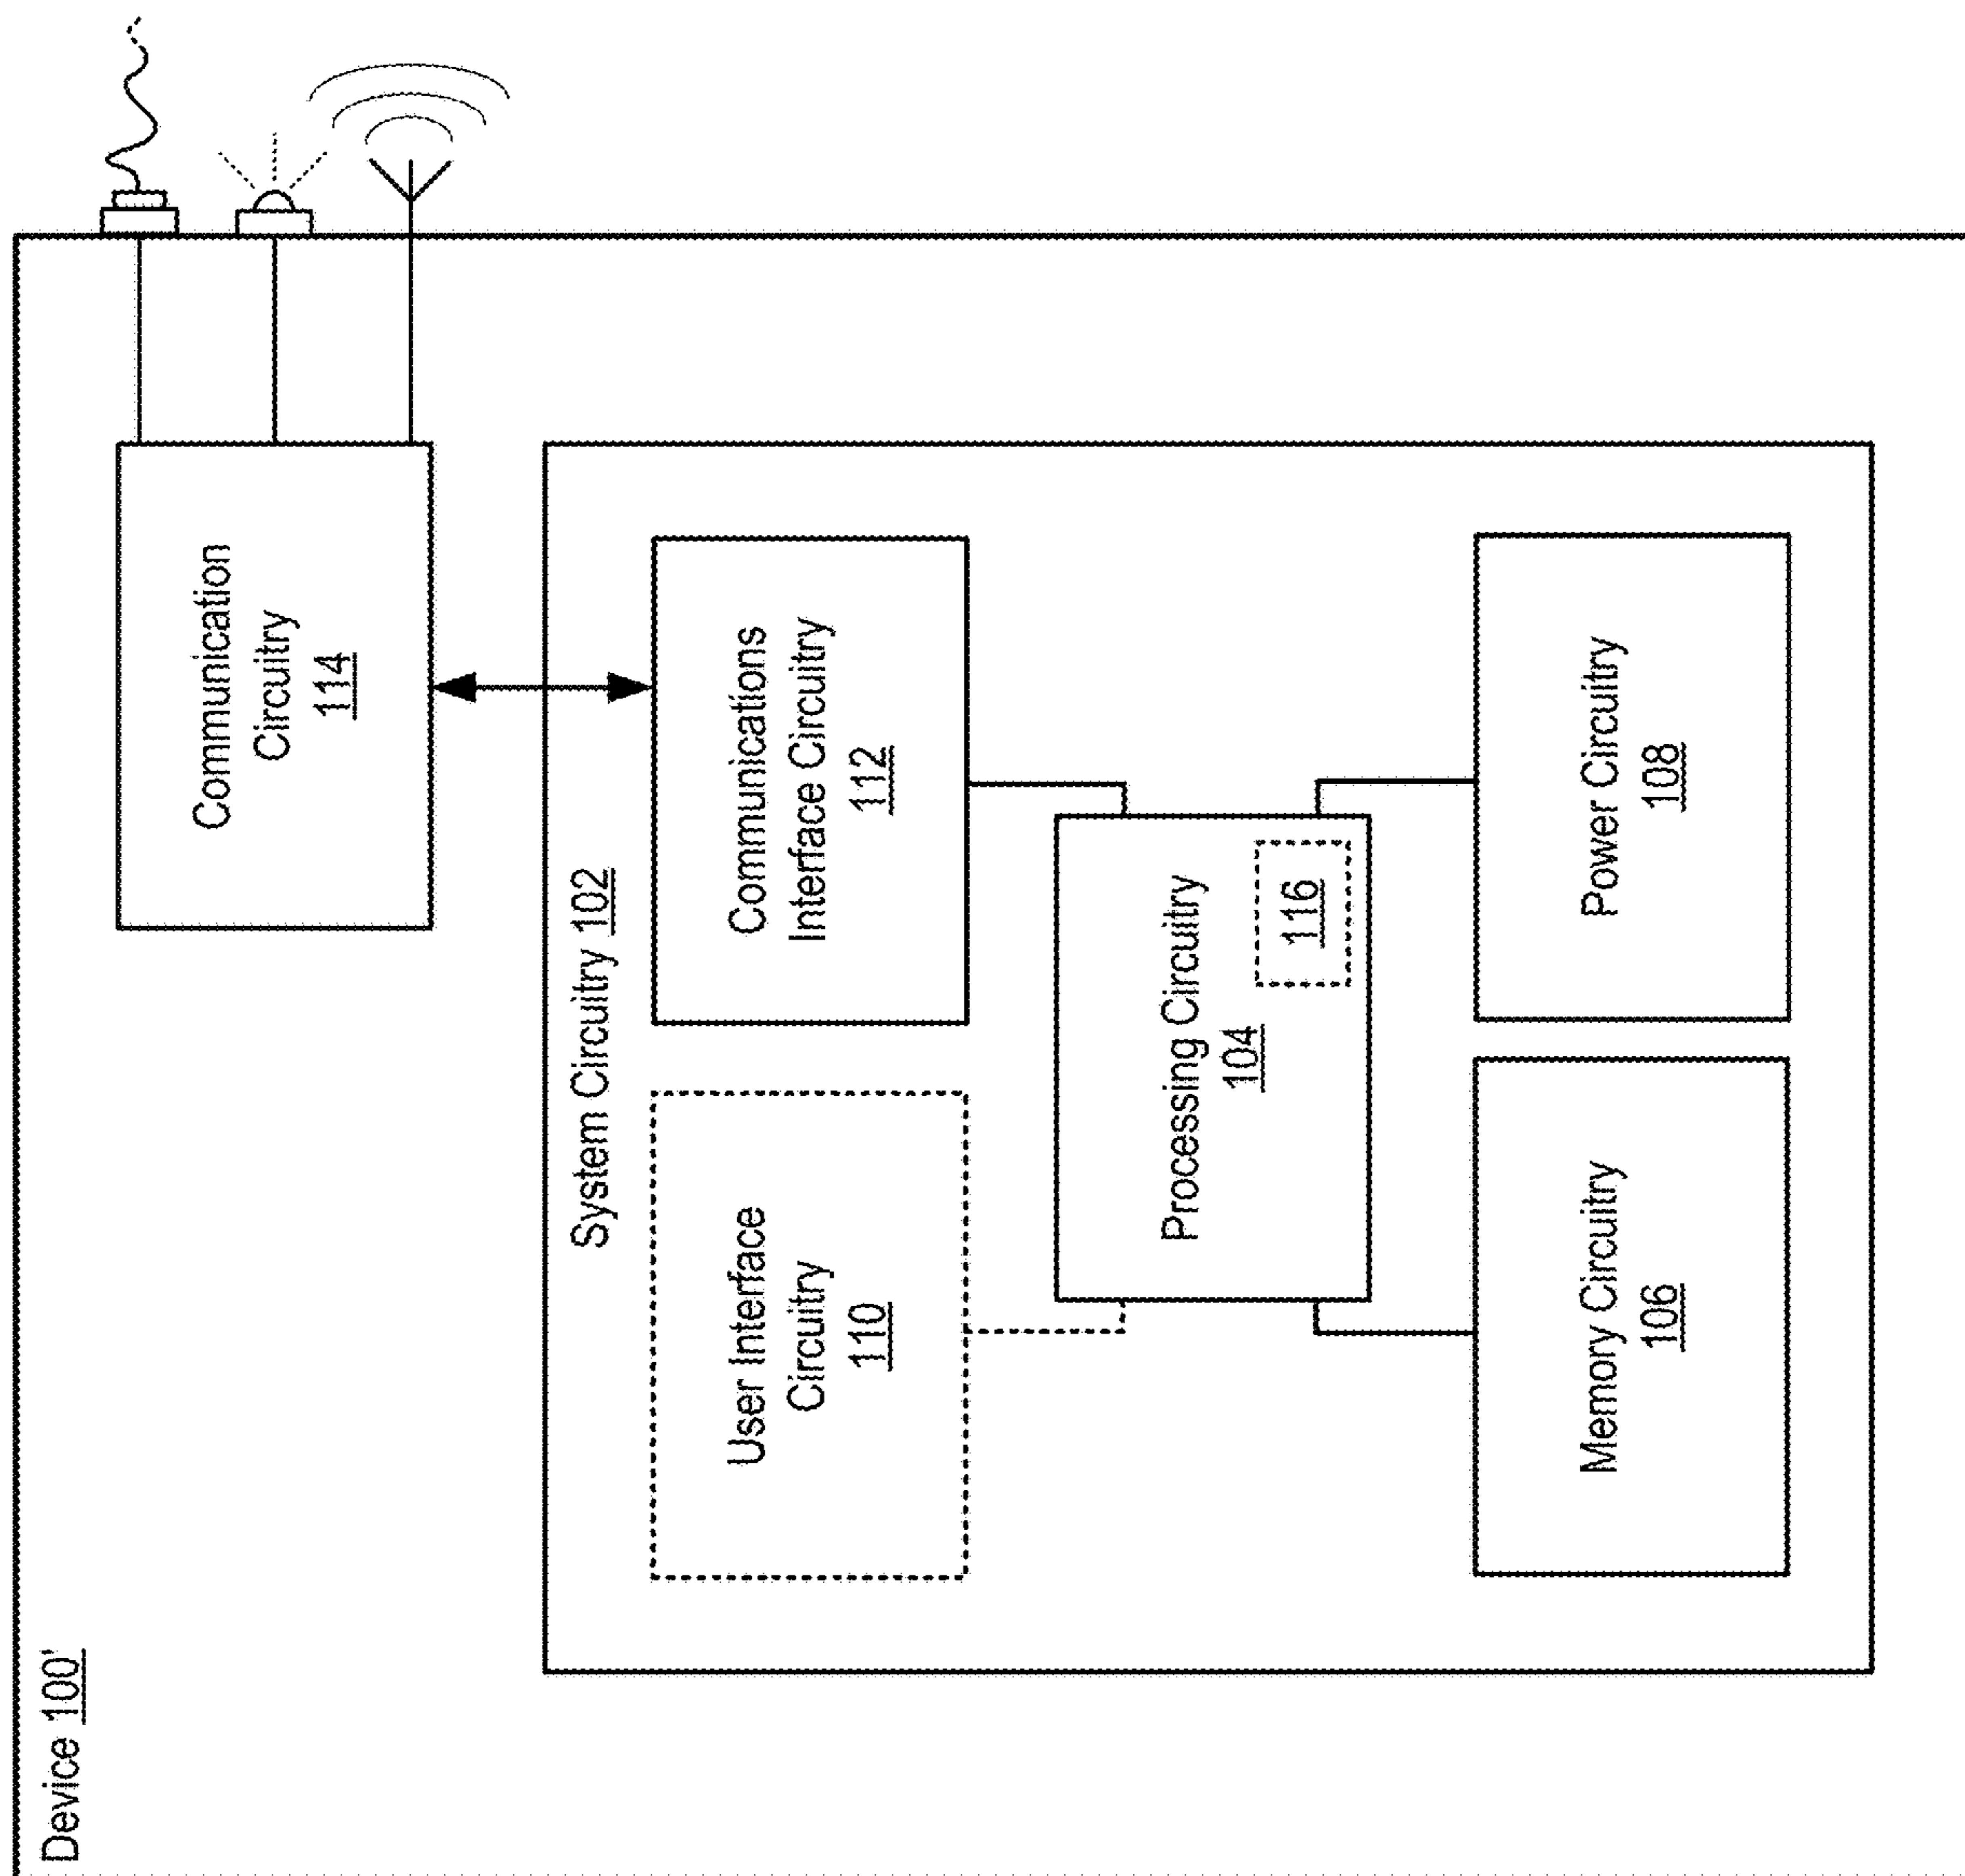 Device 100'
Communication
Circuitry
114
System Circuitry 102
User Interface
Circuitry
110
Communications
Interface Circuitry
112
Processing Circuitry
104
116
Memory Circuitry
106
Power Circuitry
108